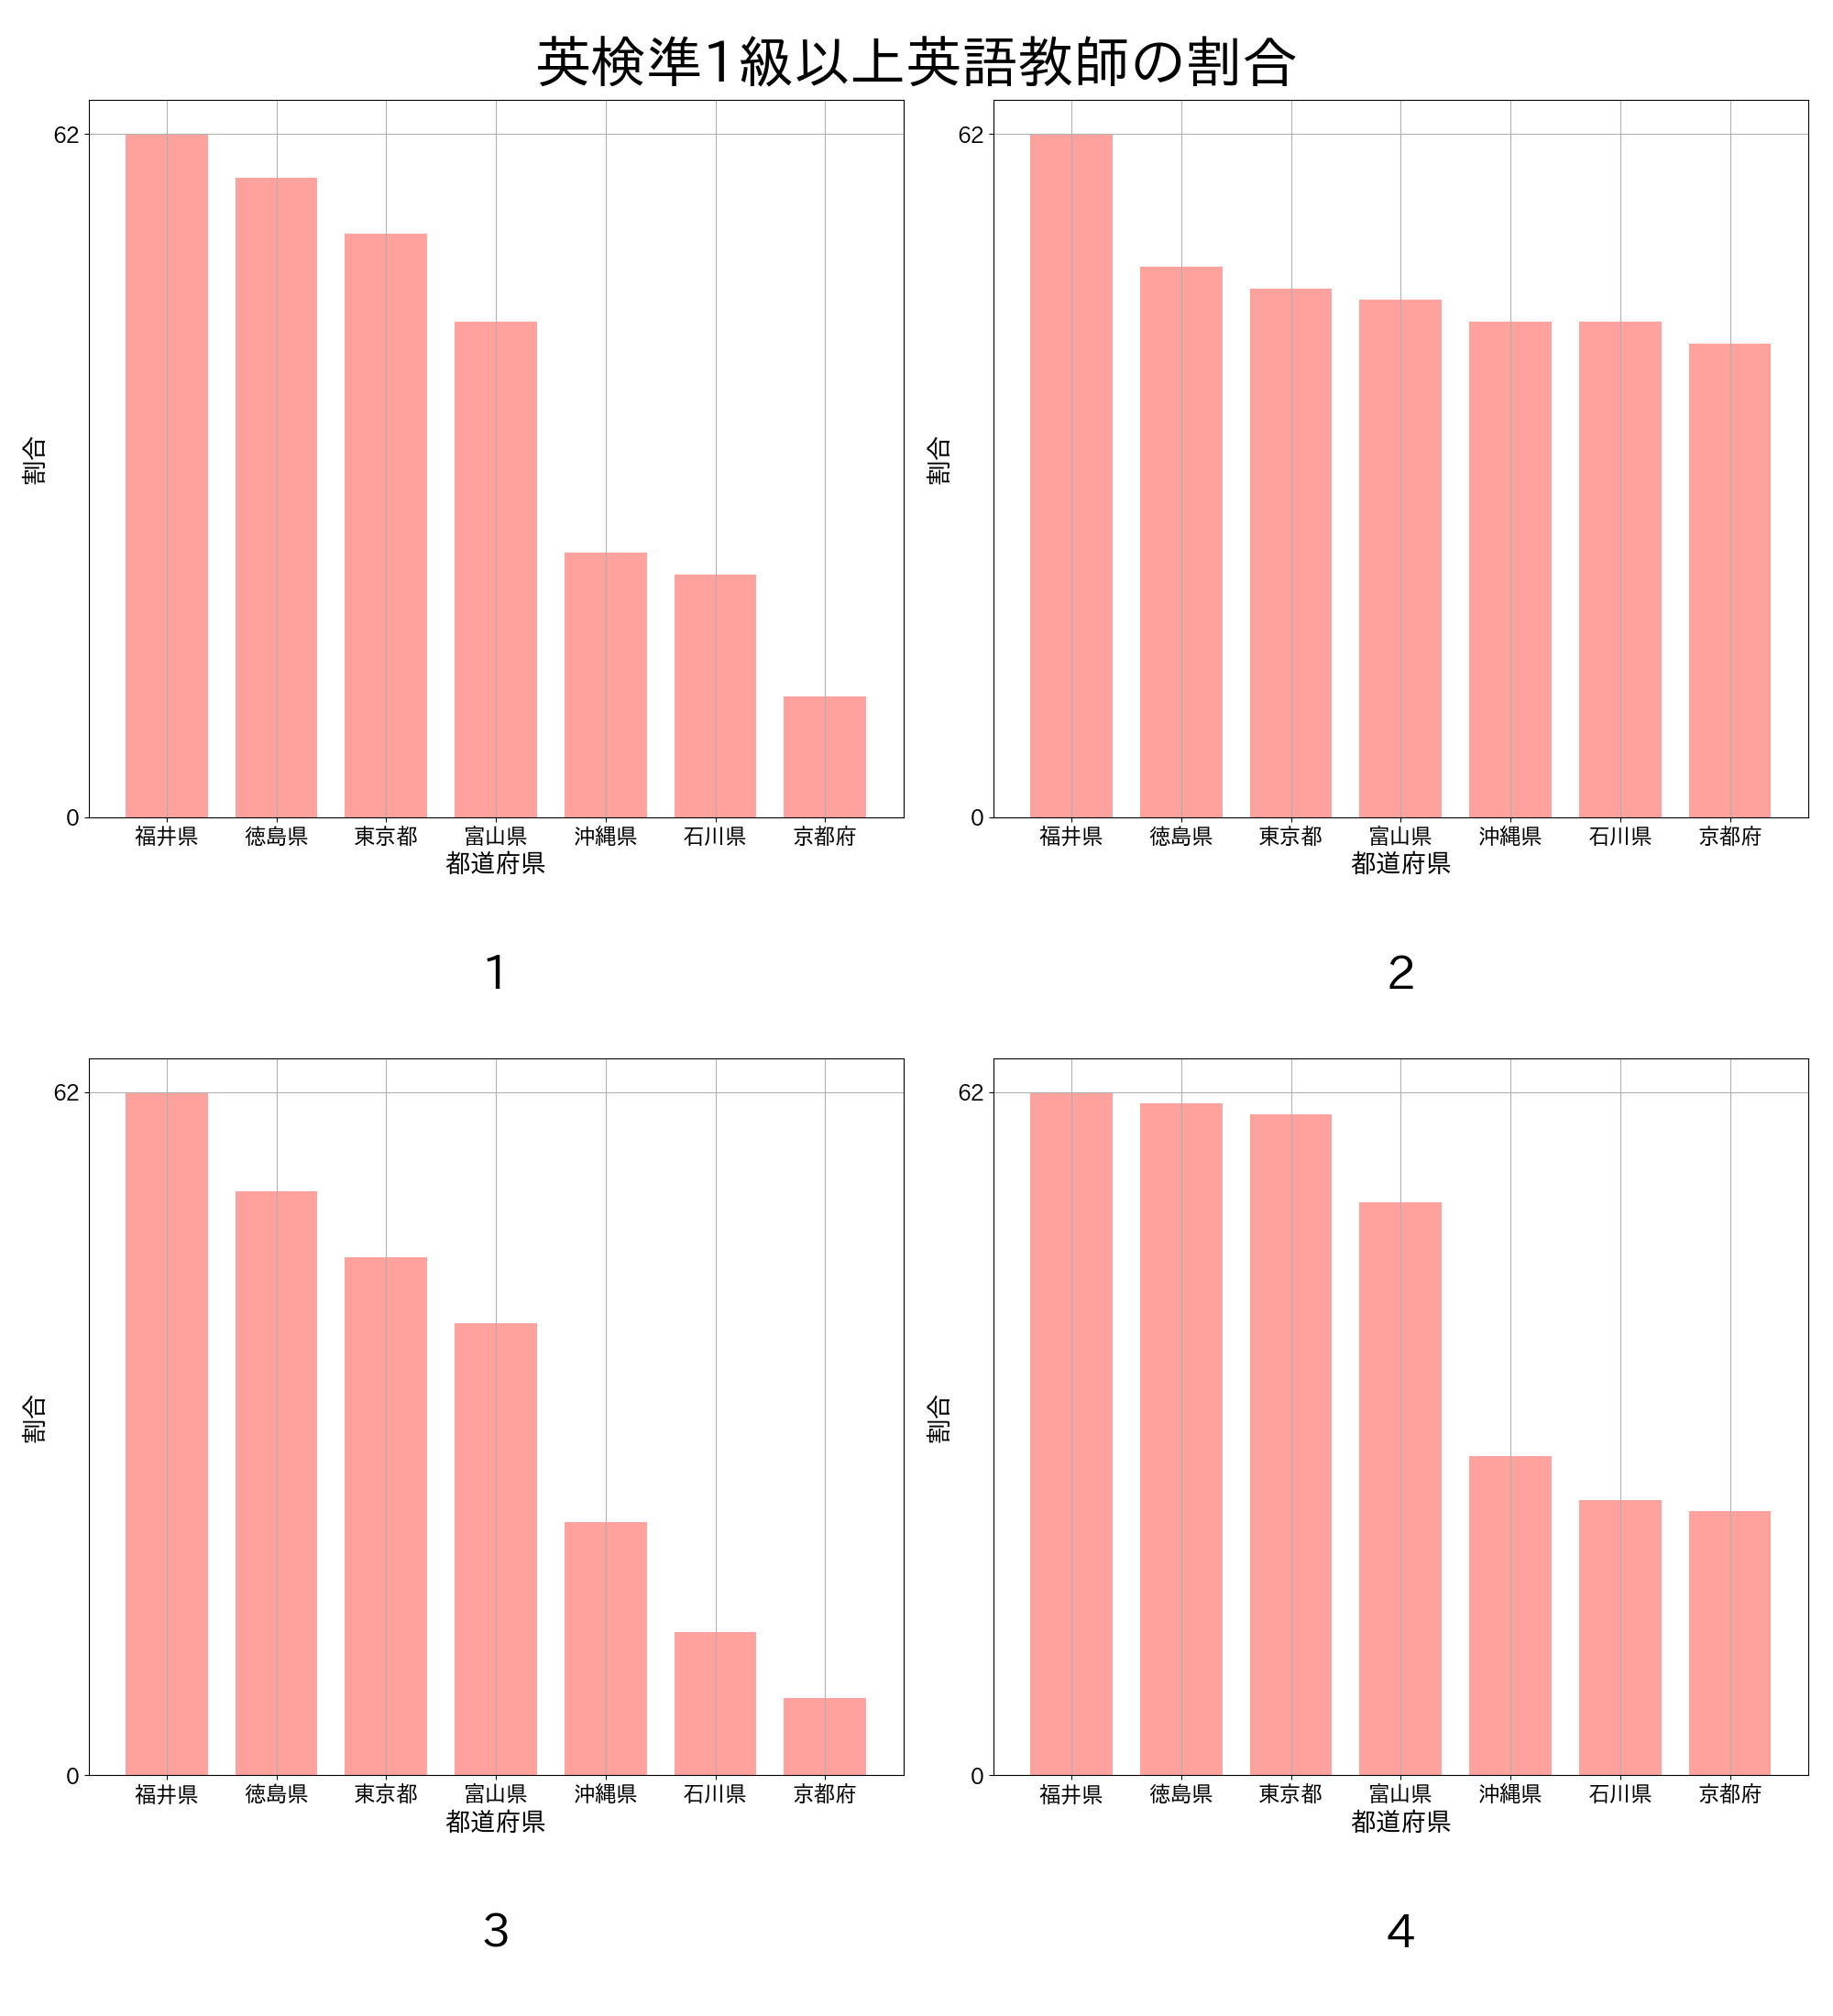 英検準1級以上英語教師の割合
62
0
割合
福井県 徳島県 東京都 富山県 沖縄県 石川県 京都府
都道府県
1
62
0
割合
福井県 徳島県 東京都 富山県 沖縄県 石川県 京都府
都道府県
2
62
0
割合
福井県 徳島県 東京都 富山県 沖縄県 石川県 京都府
都道府県
3
62
0
割合
福井県 徳島県 東京都 富山県 沖縄県 石川県 京都府
都道府県
4